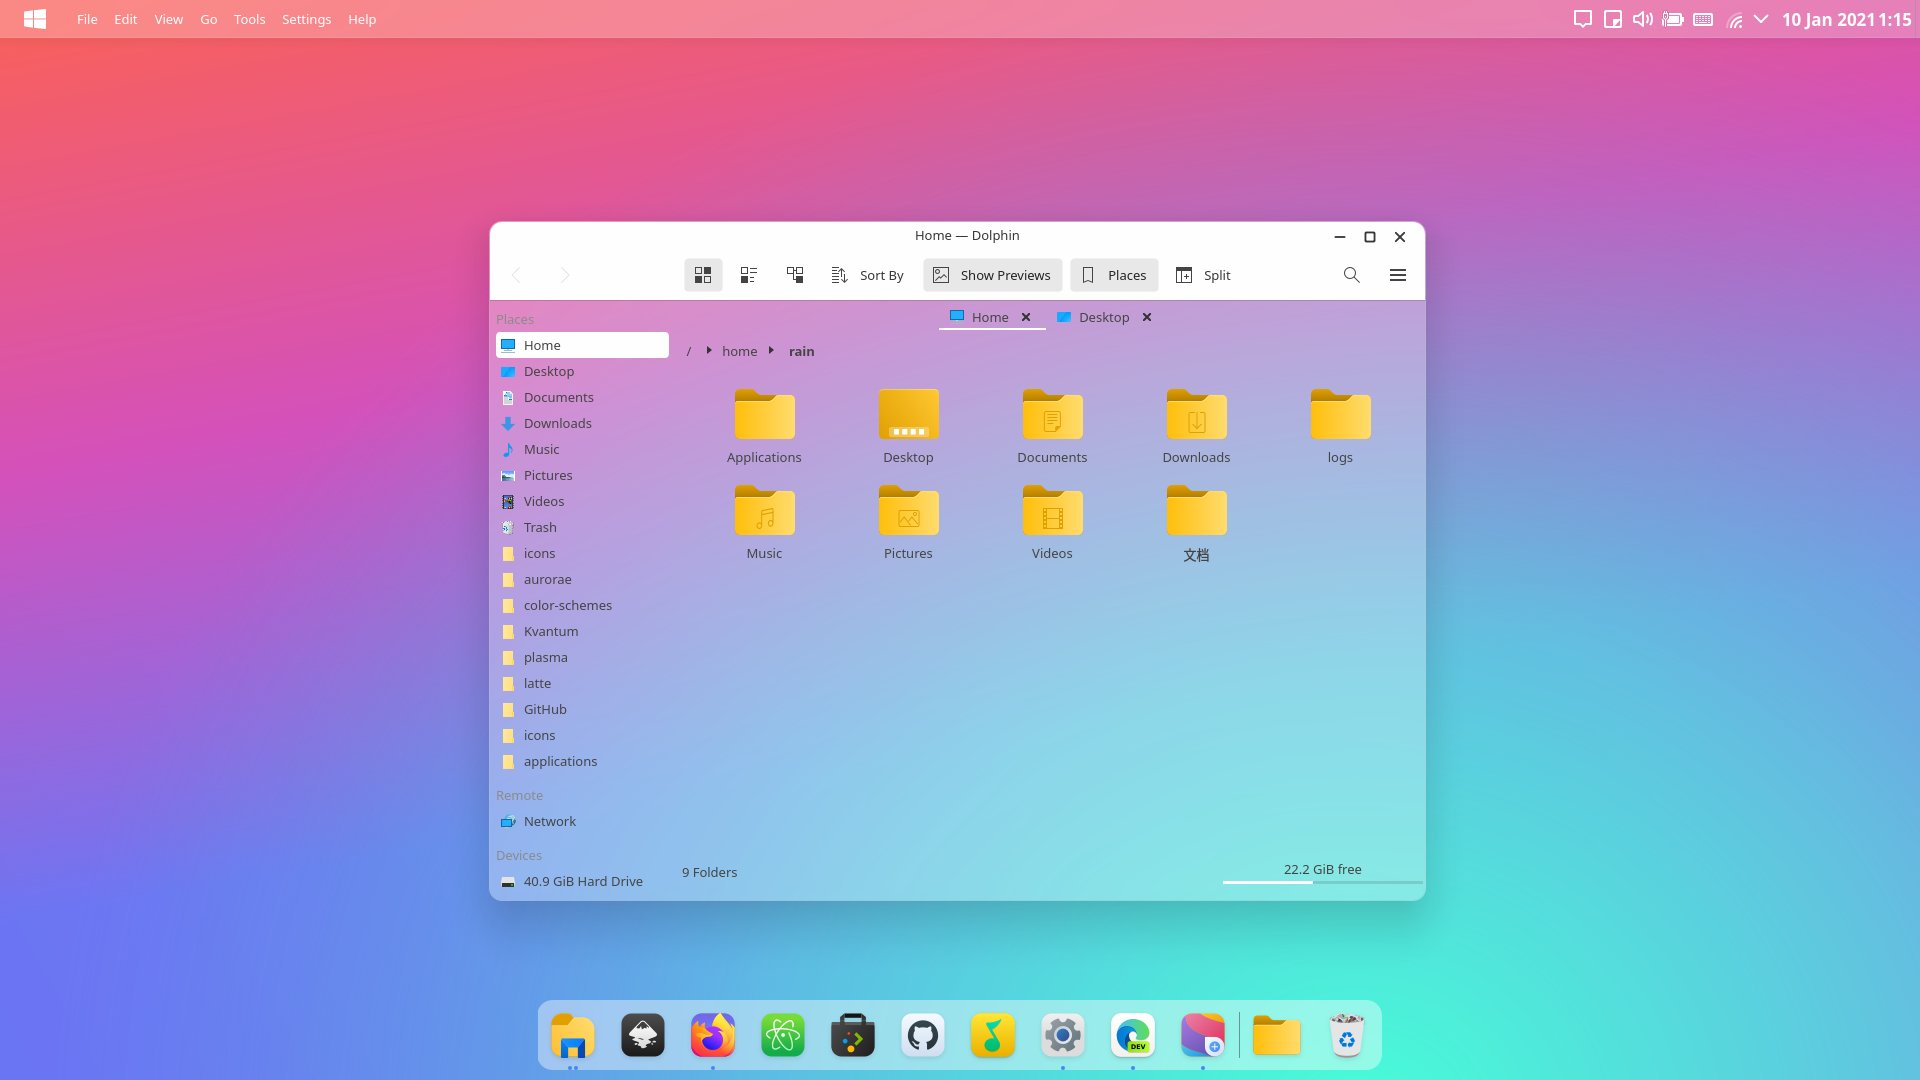 File Edit View Go Tools Settings Help
10 Jan 2021 1:15
Home — Dolphin
Sort By Show Previews Places Split
Places
Home
Desktop
Documents
Downloads
Music
Pictures
Videos
Trash
icons
aurorae
color-schemes
Kvantum
plasma
latte
GitHub
icons
applications
Remote
Network
Devices
40.9 GiB Hard Drive
Home Desktop
/ home rain
Applications Desktop Documents Downloads logs
Music Pictures Videos 文档
9 Folders
22.2 GiB free
DEV